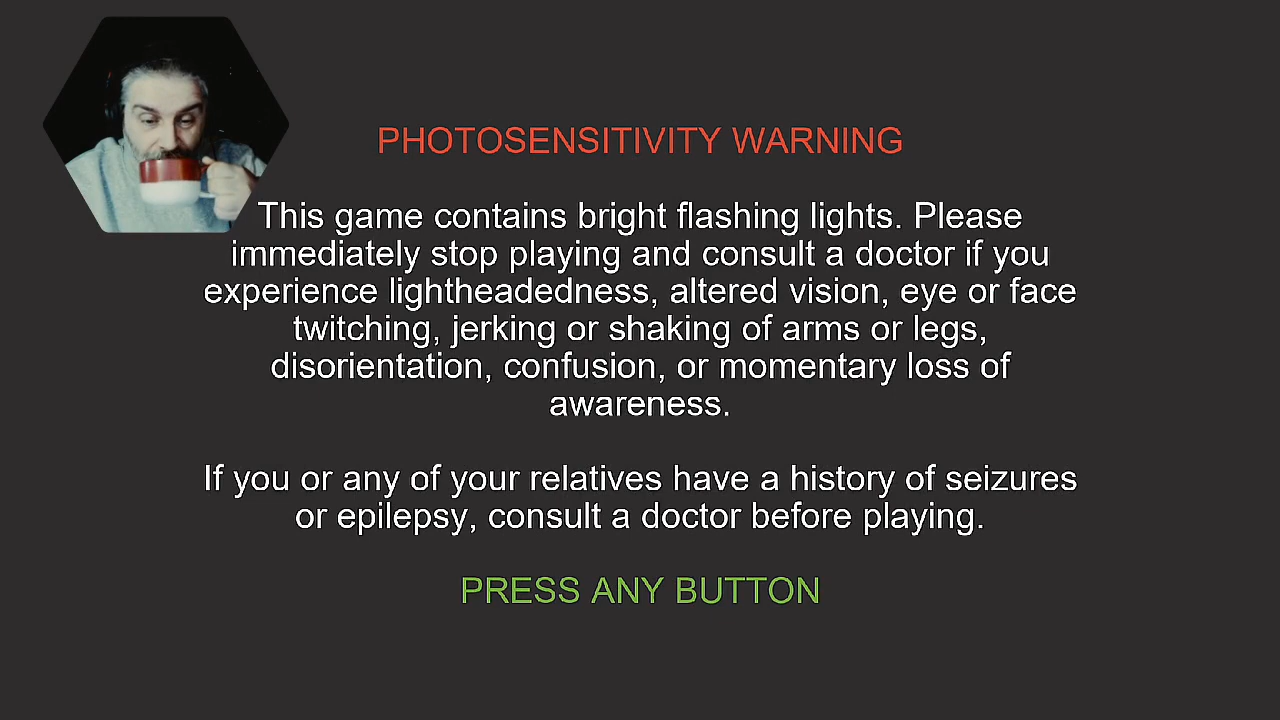 PHOTOSENSITIVITY WARNING
This game contains bright flashing lights. Please
immediately stop playing and consult a doctor if you
experience lightheadedness, altered vision, eye or face
twitching, jerking or shaking of arms or legs,
disorientation, confusion, or momentary loss of
awareness.
If you or any of your relatives have a history of seizures
or epilepsy, consult a doctor before playing.
PRESS ANY BUTTON